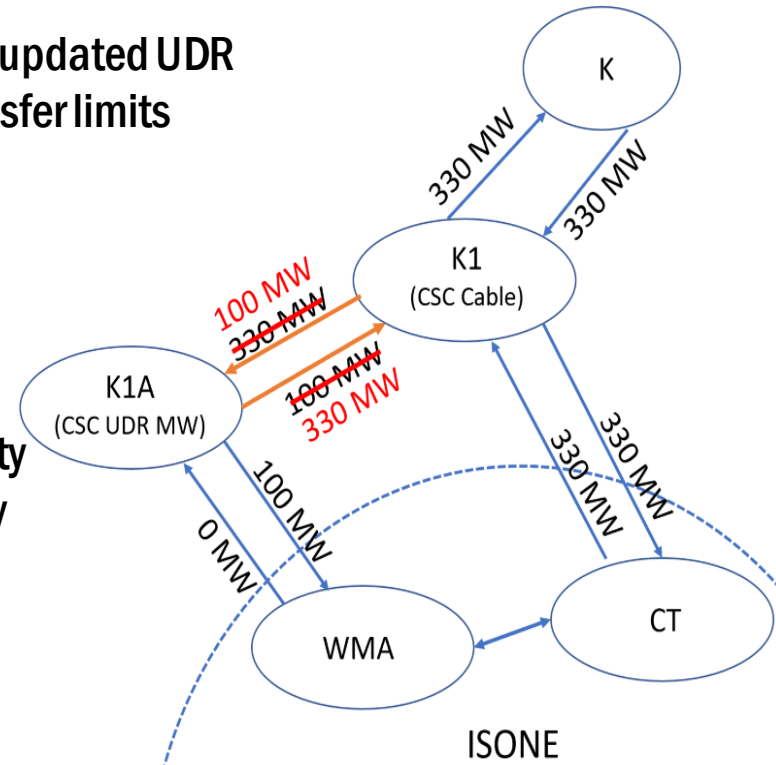 updated UDR
sfer limits
K
330 MW
330 MW
K1
(CSC Cable)
100 MW
330 MW
100 MW
330 MW
K1A
(CSC UDR MW)
ty
y
100 MW
0 MW
330 MW
330 MW
WMA
CT
ISONE